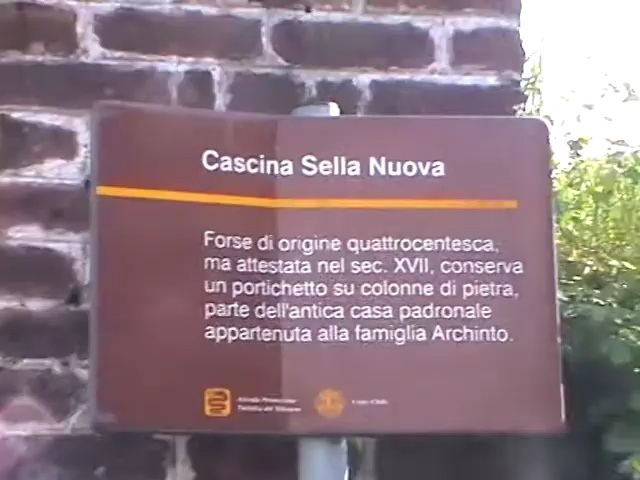 Cascina Sella Nuova
Forse di origine quattrocentesca,
ma attestata nel sec. XVII, conserva
un portichetto su colonne di pietra,
parte dell'antica casa padronale
appartenuta alla famiglia Archinto.